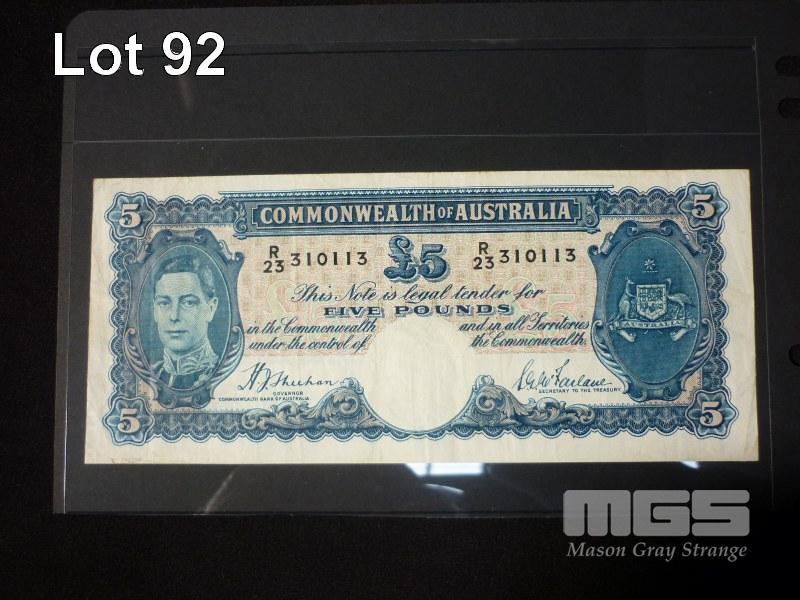 Lot 92
5 COMMONWEALTH OF AUSTRALIA 5
R/23 310113 £5 R/23 310113
This Note is legal tender for
FIVE POUNDS
in the Commonwealth and in all Territories
under the control of the Commonwealth.
H.J. Sheehan S.G. McFarlane
GOVERNOR SECRETARY TO THE TREASURY.
COMMONWEALTH BANK OF AUSTRALIA.
AUSTRALIA
5 5
MGS
Mason Gray Strange